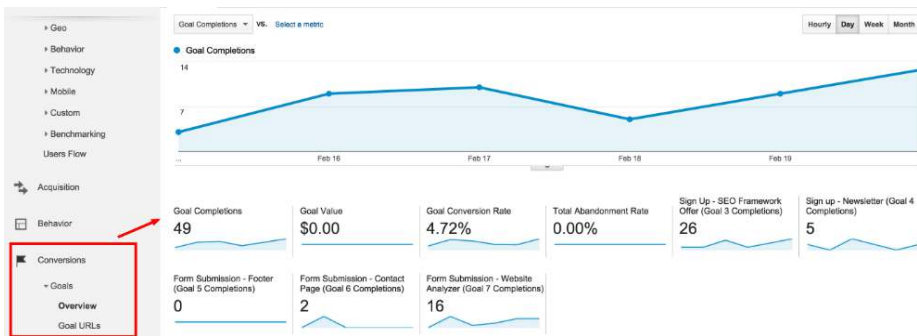 Geo
Behavior
Technology
Mobile
Custom
Benchmarking
Users Flow
Acquisition
Behavior
Conversions
Goals
Overview
Goal URLs
Goal Completions VS. Select a metric
Hourly Day Week Month
Goal Completions
14
7
... Feb 16 Feb 17 Feb 18 Feb 19
Goal Completions
49
Goal Value
$0.00
Goal Conversion Rate
4.72%
Total Abandonment Rate
0.00%
Sign Up - SEO Framework
Offer (Goal 3 Completions)
26
Sign up - Newsletter (Goal 4
Completions)
5
Form Submission - Footer
(Goal 5 Completions)
0
Form Submission - Contact
Page (Goal 6 Completions)
2
Form Submission - Website
Analyzer (Goal 7 Completions)
16